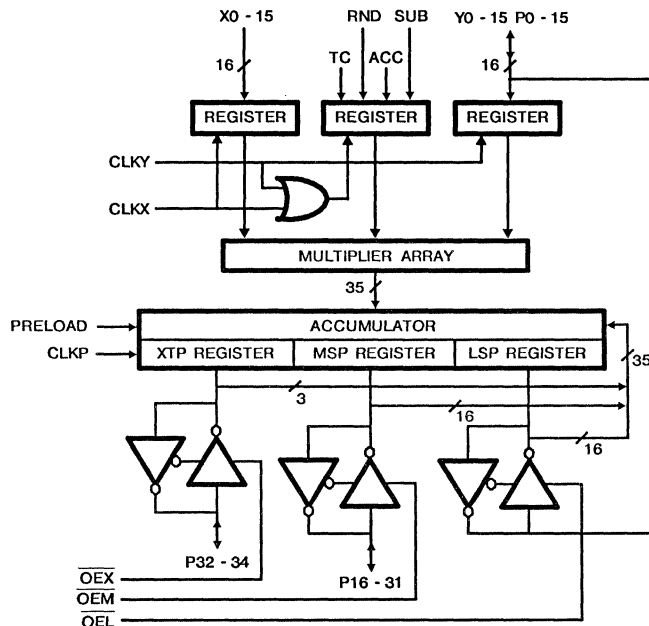 X0 - 15 RND SUB Y0 - 15 P0 - 15
16 TC ACC 16
REGISTER REGISTER REGISTER
CLKY
CLKX
MULTIPLIER ARRAY
35
PRELOAD ACCUMULATOR
CLKP XTP REGISTER MSP REGISTER LSP REGISTER 35
3
16
16
P32 - 34 P16 - 31
OEX
OEM
OEL